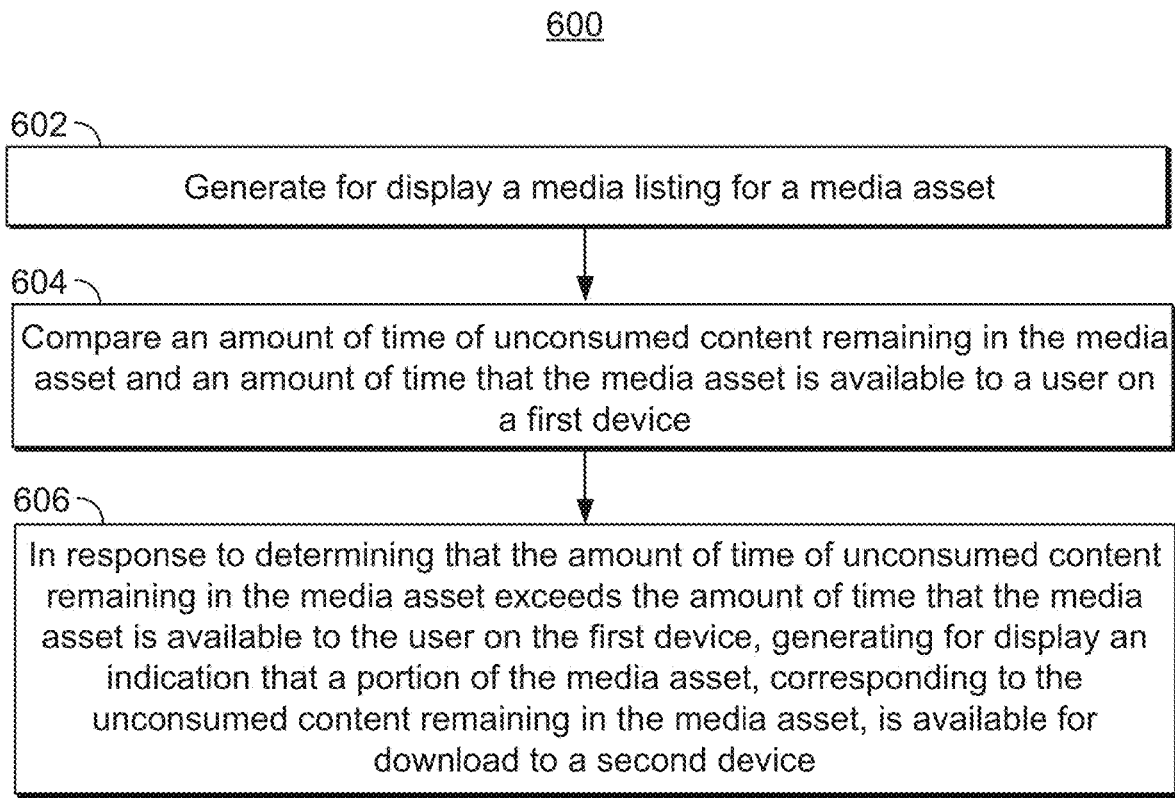 600
602
Generate for display a media listing for a media asset
604
Compare an amount of time of unconsumed content remaining in the media
asset and an amount of time that the media asset is available to a user on
a first device
606
In response to determining that the amount of time of unconsumed content
remaining in the media asset exceeds the amount of time that the media
asset is available to the user on the first device, generating for display an
indication that a portion of the media asset, corresponding to the
unconsumed content remaining in the media asset, is available for
download to a second device